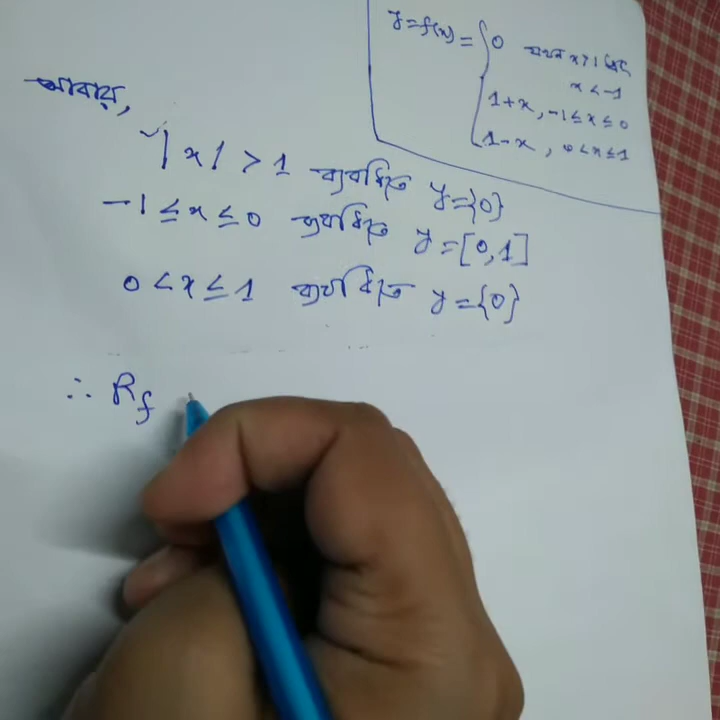 y=f(x) = { 0 যখন x>1 এবং
x<-1
1+x, -1≤x≤0
1-x, 0<x≤1
আবার,
|x| > 1 ব্যবধিতে y={0}
-1≤x≤0 ব্যবধিতে y=[0,1]
0<x≤1 ব্যবধিতে y={0}
∴ R_f